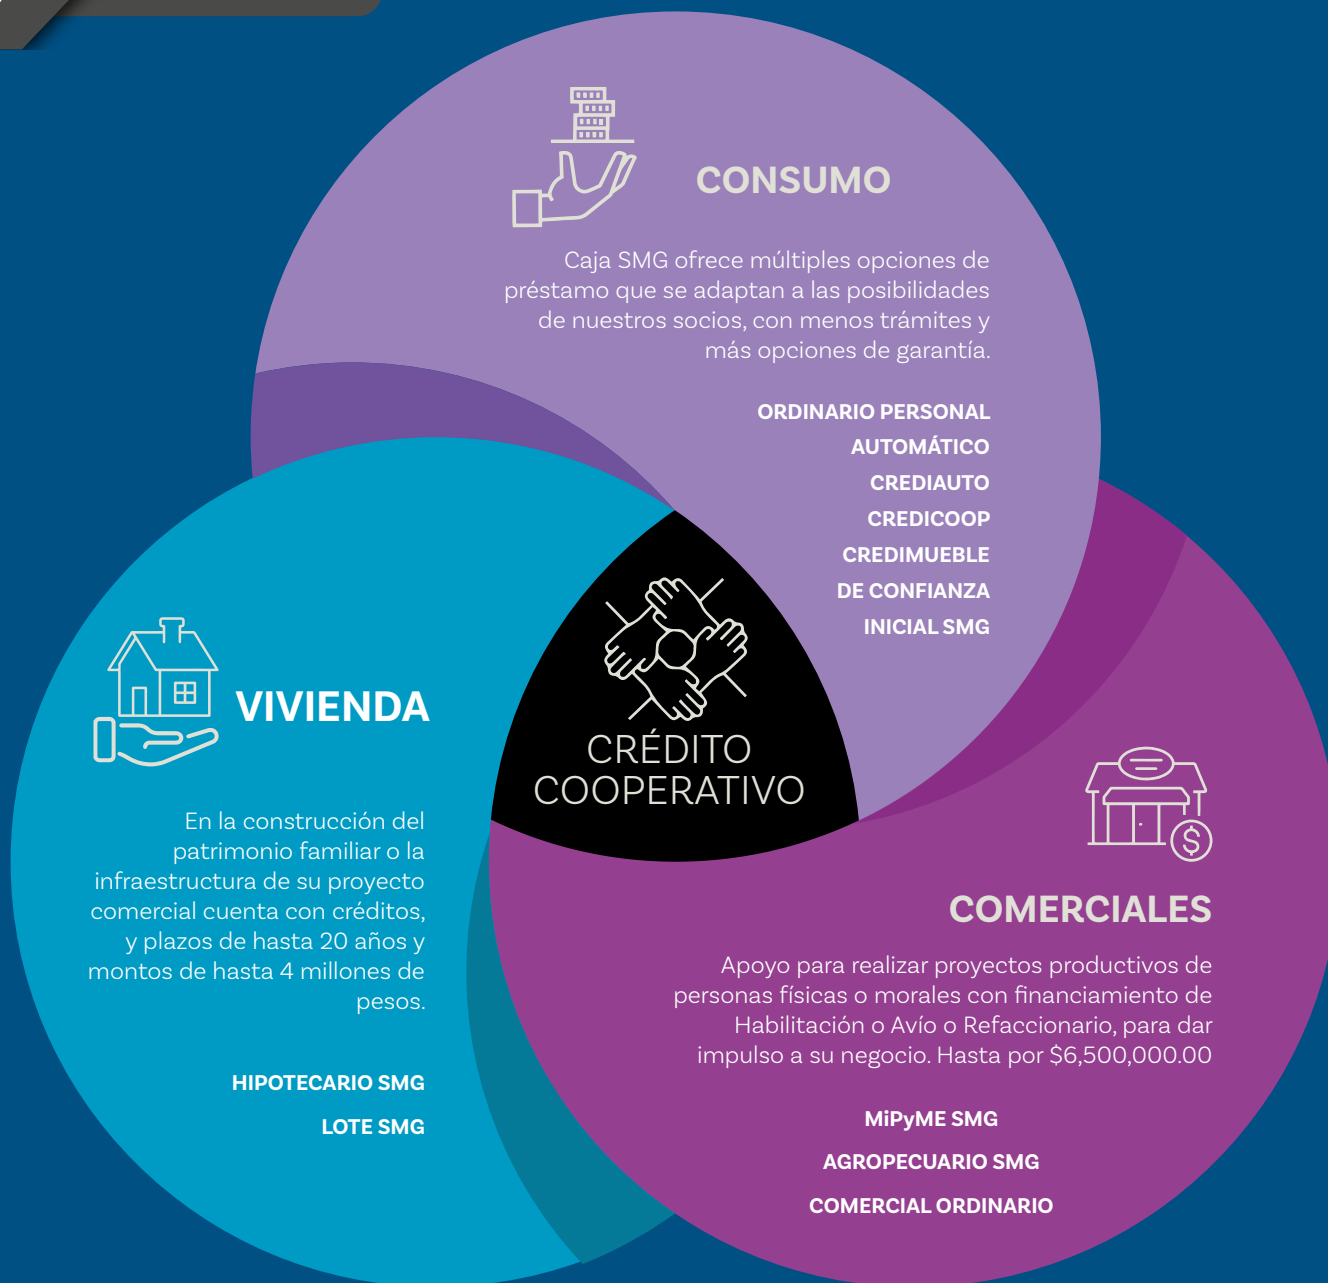 CONSUMO
Caja SMG ofrece múltiples opciones de
préstamo que se adaptan a las posibilidades
de nuestros socios, con menos trámites y
más opciones de garantía.
ORDINARIO PERSONAL
AUTOMÁTICO
CREDIAUTO
CREDICOOP
CREDIMUEBLE
DE CONFIANZA
INICIAL SMG
VIVIENDA
En la construcción del
patrimonio familiar o la
infraestructura de su proyecto
comercial cuenta con créditos,
y plazos de hasta 20 años y
montos de hasta 4 millones de
pesos.
HIPOTECARIO SMG
LOTE SMG
CRÉDITO
COOPERATIVO
$
COMERCIALES
Apoyo para realizar proyectos productivos de
personas físicas o morales con financiamiento de
Habilitación o Avío o Refaccionario, para dar
impulso a su negocio. Hasta por $6,500,000.00
MiPyME SMG
AGROPECUARIO SMG
COMERCIAL ORDINARIO